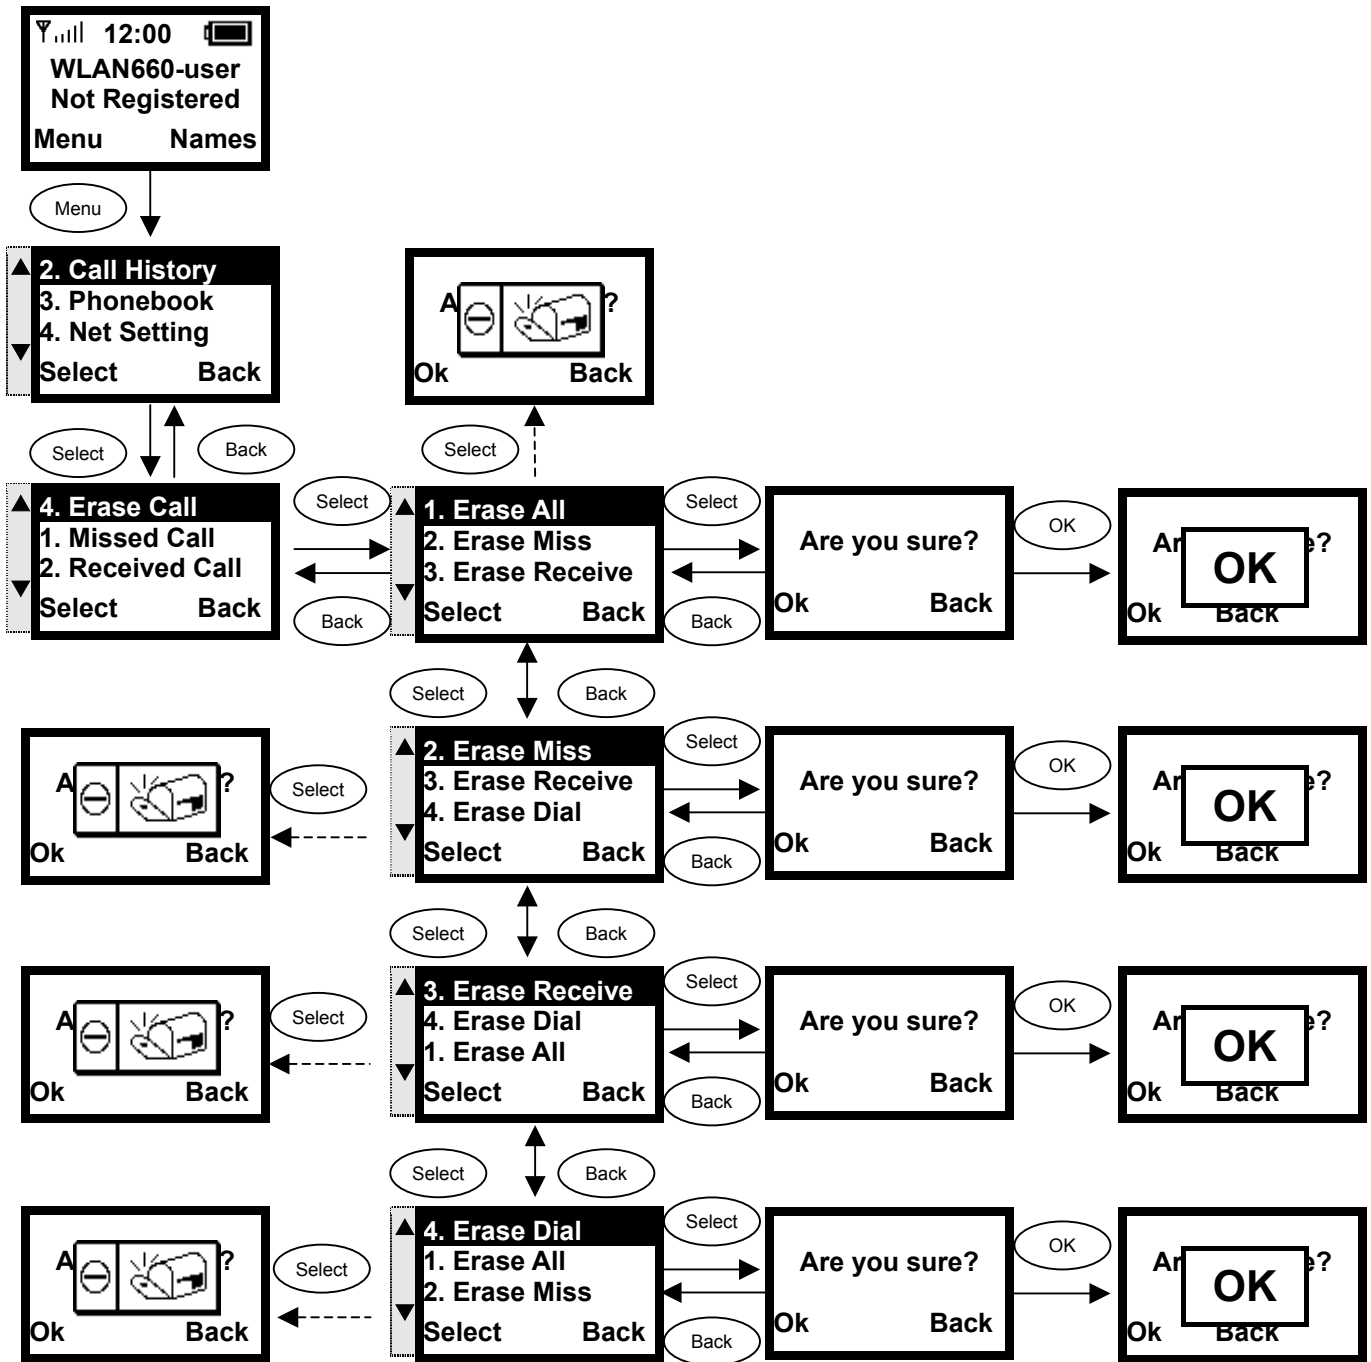 12:00
WLAN660-user
Not Registered
Menu Names
Menu
2. Call History
3. Phonebook
4. Net Setting
Select Back
A ?
Ok Back
Select
Back
Select
4. Erase Call
1. Missed Call
2. Received Call
Select Back
Select
Back
1. Erase All
2. Erase Miss
3. Erase Receive
Select Back
Select
Back
Are you sure?
Ok Back
OK
Ar e?
OK
Ok Back
Select
Back
A ?
Ok Back
Select
2. Erase Miss
3. Erase Receive
4. Erase Dial
Select Back
Select
Back
Are you sure?
Ok Back
OK
Ar e?
OK
Ok Back
Select
Back
A ?
Ok Back
Select
3. Erase Receive
4. Erase Dial
1. Erase All
Select Back
Select
Back
Are you sure?
Ok Back
OK
Ar e?
OK
Ok Back
Select
Back
A ?
Ok Back
Select
4. Erase Dial
1. Erase All
2. Erase Miss
Select Back
Select
Back
Are you sure?
Ok Back
OK
Ar e?
OK
Ok Back